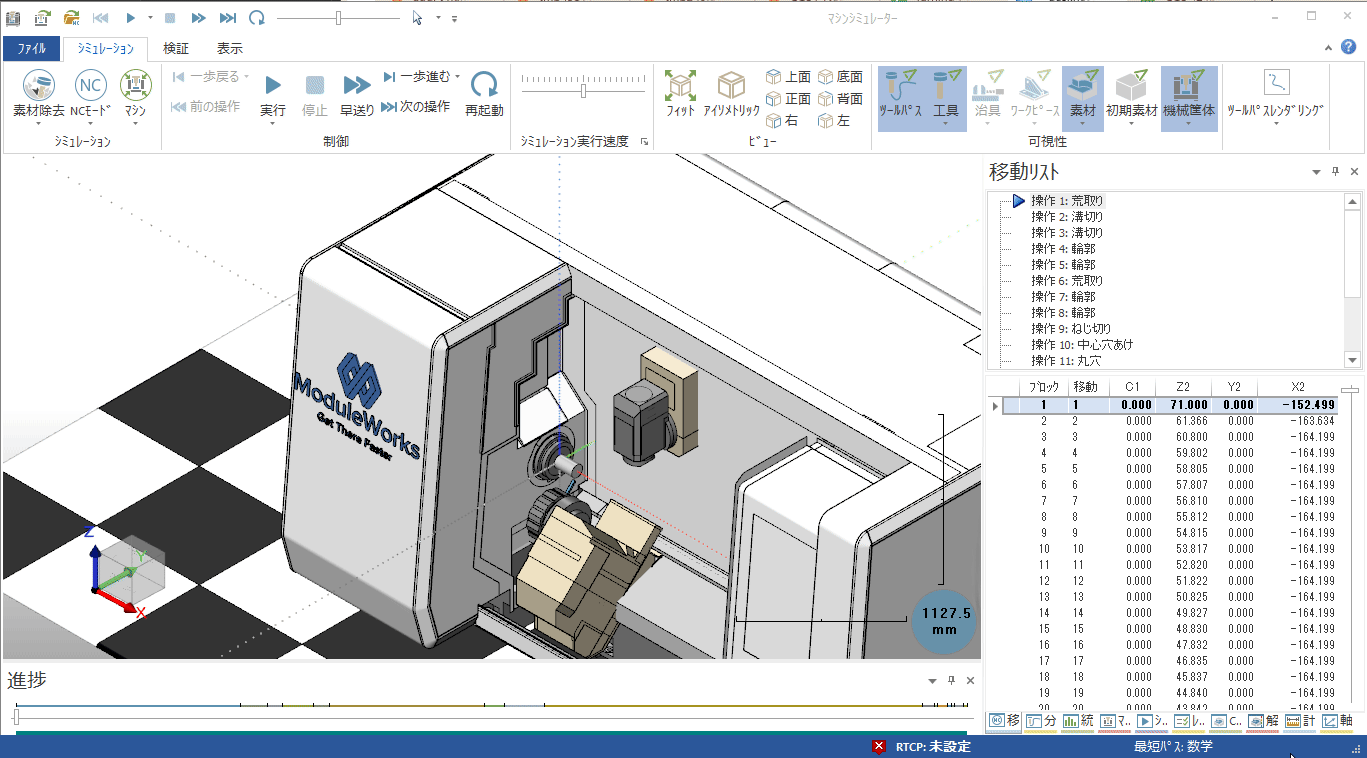 マシンシミュレーター
ファイル シミュレーション 検証 表示
素材除去 NCモード マシン
NC
一歩戻る 前の操作 実行 停止 早送り 一歩進む 次の操作 再起動
フィット アイソメトリック 上面 底面
正面 背面
右 左
ツールパス 工具 治具 ワークピース 素材 初期素材 機械筐体 ツールパスレンダリング
シミュレーション 制御 シミュレーション実行速度 ビュー 可視性
移動リスト
操作 1: 荒取り
操作 2: 溝切り
操作 3: 溝切り
操作 4: 輪郭
操作 5: 輪郭
操作 6: 荒取り
操作 7: 輪郭
操作 8: 輪郭
操作 9: ねじ切り
操作 10: 中心穴あけ
操作 11: 丸穴
ブロック 移動 C1 Z2 Y2 X2
1 1 0.000 71.000 0.000 -152.499
2 2 0.000 61.366 0.000 -163.634
3 3 0.000 60.800 0.000 -164.199
4 4 0.000 59.802 0.000 -164.199
5 5 0.000 58.805 0.000 -164.199
6 6 0.000 57.807 0.000 -164.199
7 7 0.000 56.810 0.000 -164.199
8 8 0.000 55.812 0.000 -164.199
9 9 0.000 54.815 0.000 -164.199
10 10 0.000 53.817 0.000 -164.199
11 11 0.000 52.820 0.000 -164.199
12 12 0.000 51.822 0.000 -164.199
13 13 0.000 50.825 0.000 -164.199
14 14 0.000 49.827 0.000 -164.199
15 15 0.000 48.830 0.000 -164.199
16 16 0.000 47.832 0.000 -164.199
17 17 0.000 46.835 0.000 -164.199
18 18 0.000 45.837 0.000 -164.199
19 19 0.000 44.840 0.000 -164.199
20 20 0.000 43.842 0.000 -164.199
移 分 統 マ.. シ.. レ.. C.. 解 計 軸
ModuleWorks
Get There Faster
Z
Y
X
1127.5
mm
進捗
RTCP: 未設定 最短パス: 数学